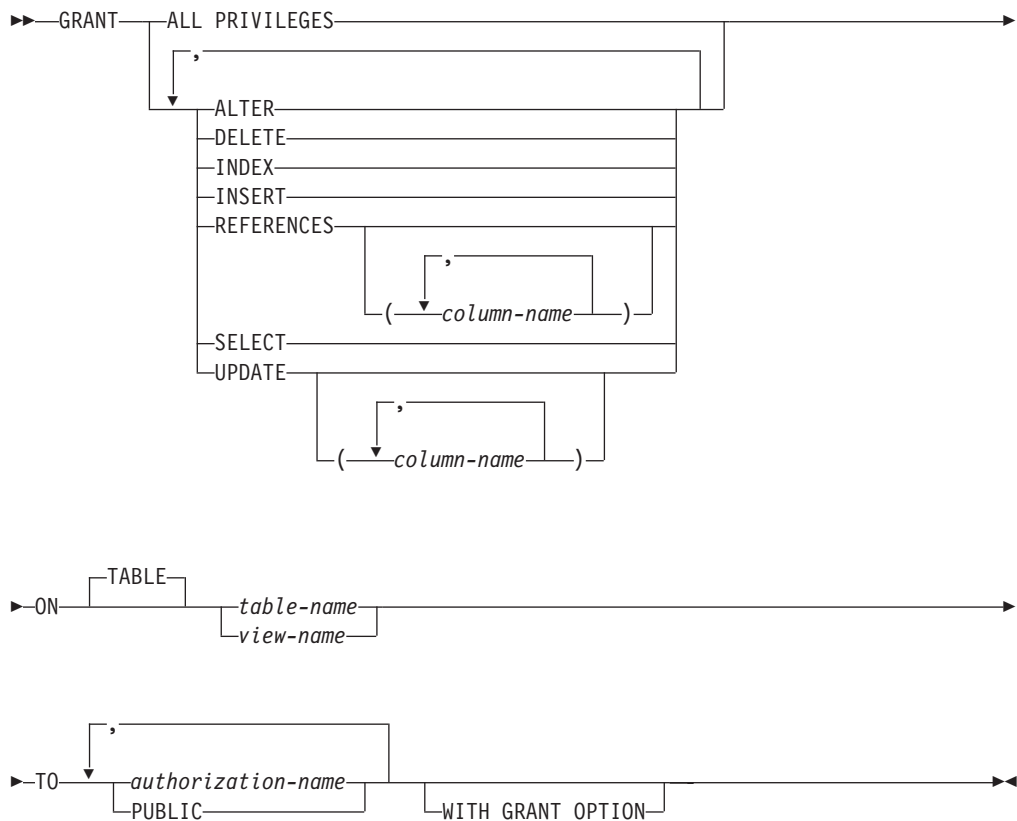 GRANT ALL PRIVILEGES
,
ALTER
DELETE
INDEX
INSERT
REFERENCES
,
( column-name )
SELECT
UPDATE
,
( column-name )
TABLE
ON table-name
view-name
,
TO authorization-name
PUBLIC WITH GRANT OPTION